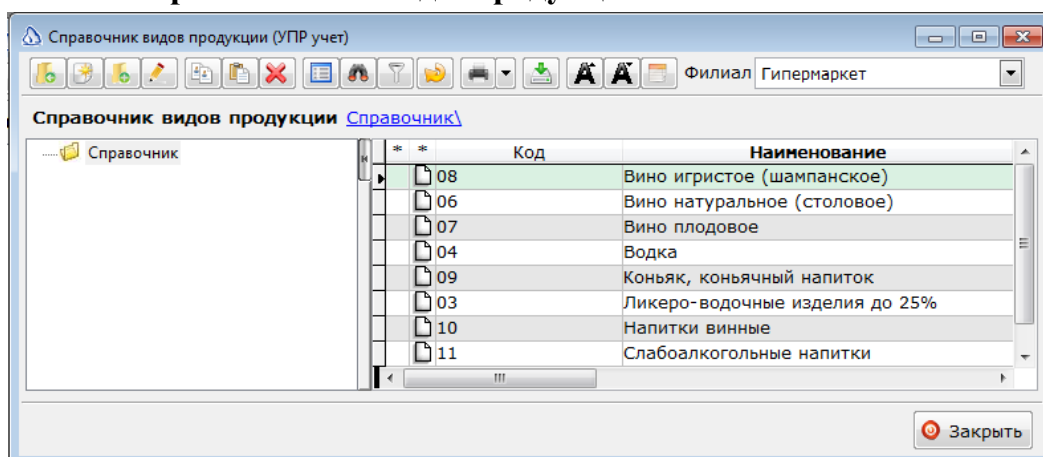 Справочник видов продукции (УПР учет)
Филиал Гипермаркет
Справочник видов продукции Справочник\
Справочник
* * Код Наименование
08 Вино игристое (шампанское)
06 Вино натуральное (столовое)
07 Вино плодовое
04 Водка
09 Коньяк, коньячный напиток
03 Ликеро-водочные изделия до 25%
10 Напитки винные
11 Слабоалкогольные напитки
Закрыть